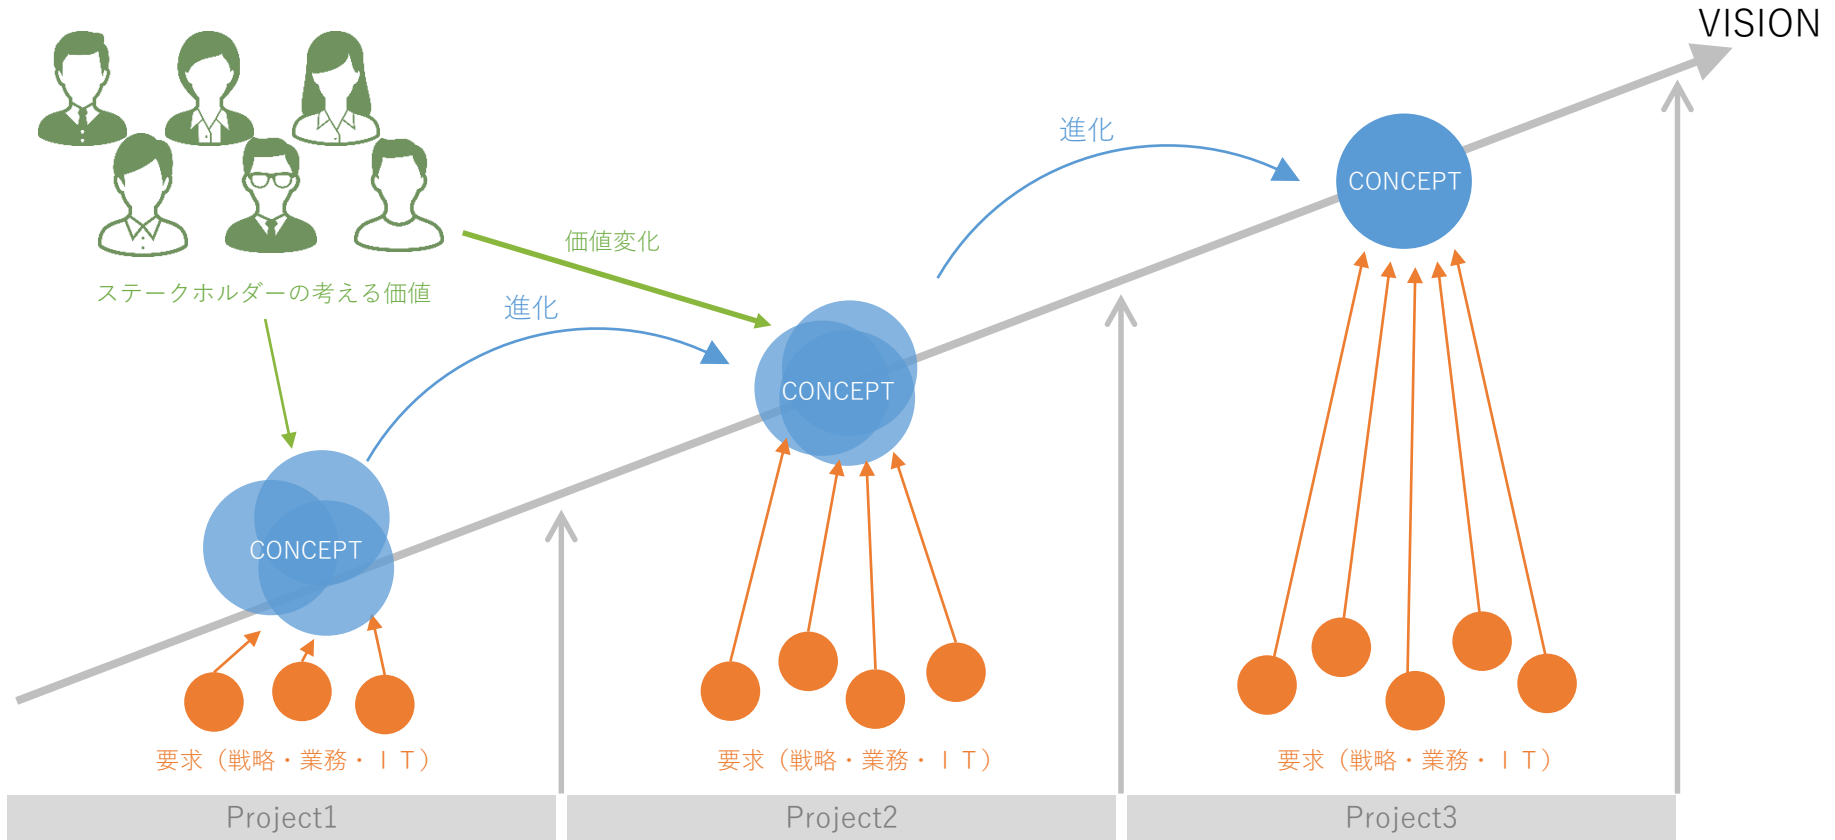 VISION
進化
CONCEPT
価値変化
ステークホルダーの考える価値
進化
CONCEPT
CONCEPT
要求（戦略・業務・ＩＴ）
要求（戦略・業務・ＩＴ）
要求（戦略・業務・ＩＴ）
Project1
Project2
Project3